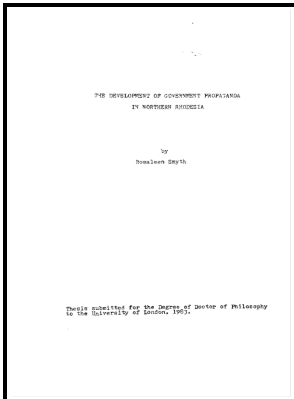 THE DEVELOPMENT OF GOVERNMENT PROPAGANDA
IN NORTHERN RHODESIA
by
Rosaleen Smyth
Thesis submitted for the Degree of Doctor of Philosophy
to the University of London. 1983.